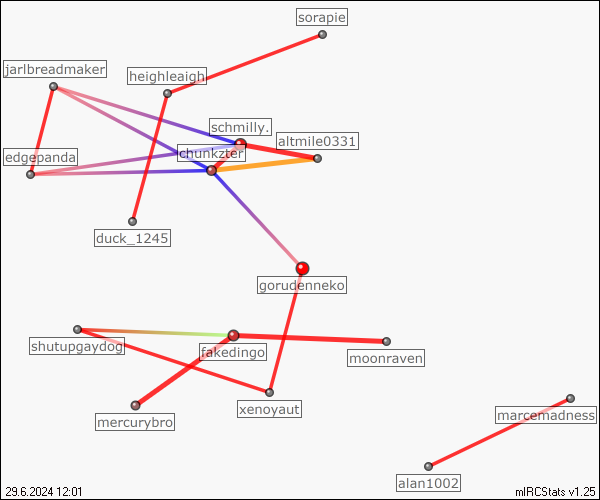 sorapie
jarlbreadmaker
heighleaigh
schmilly.
altmile0331
chunkzter
edgepanda
duck_1245
gorudenneko
shutupgaydog
fakedingo
moonraven
xenoyaut
mercurybro
marcemadness
alan1002
29.6.2024 12:01
mIRCStats v1.25